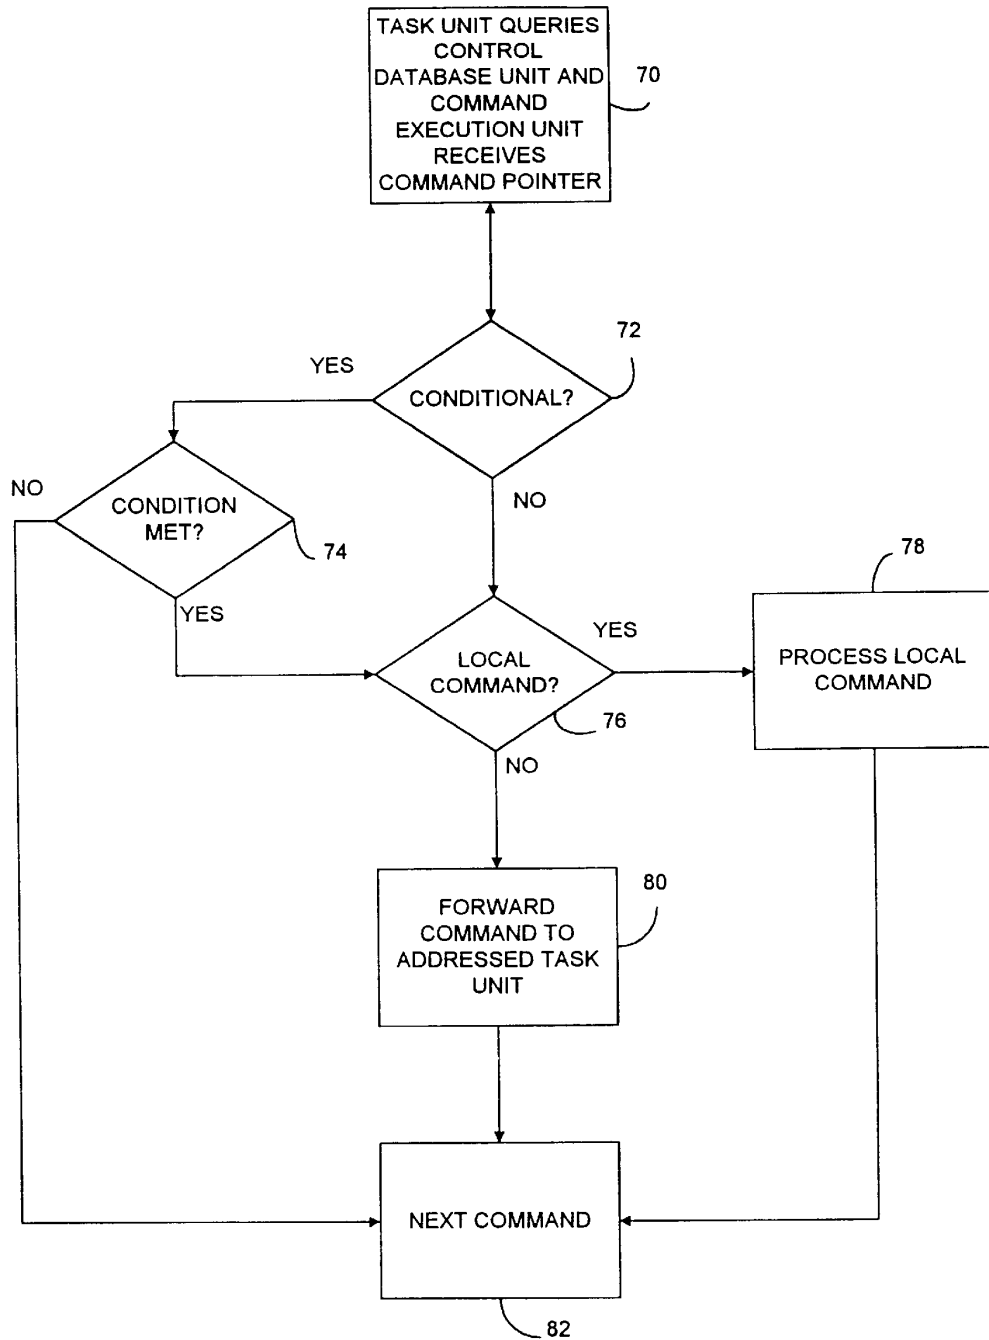 TASK UNIT QUERIES
CONTROL
DATABASE UNIT AND
COMMAND
EXECUTION UNIT
RECEIVES
COMMAND POINTER
70
72
YES
CONDITIONAL?
NO
NO
CONDITION
MET?
74
78
YES
YES
LOCAL
COMMAND?
PROCESS LOCAL
COMMAND
76
NO
80
FORWARD
COMMAND TO
ADDRESSED TASK
UNIT
NEXT COMMAND
82